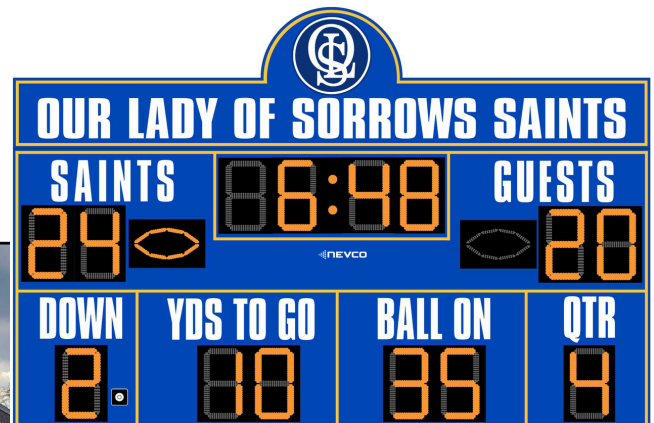 OLS
OUR LADY OF SORROWS SAINTS
SAINTS 6:48 GUESTS
24 20
NEVCO
DOWN YDS TO GO BALL ON QTR
2 10 35 4